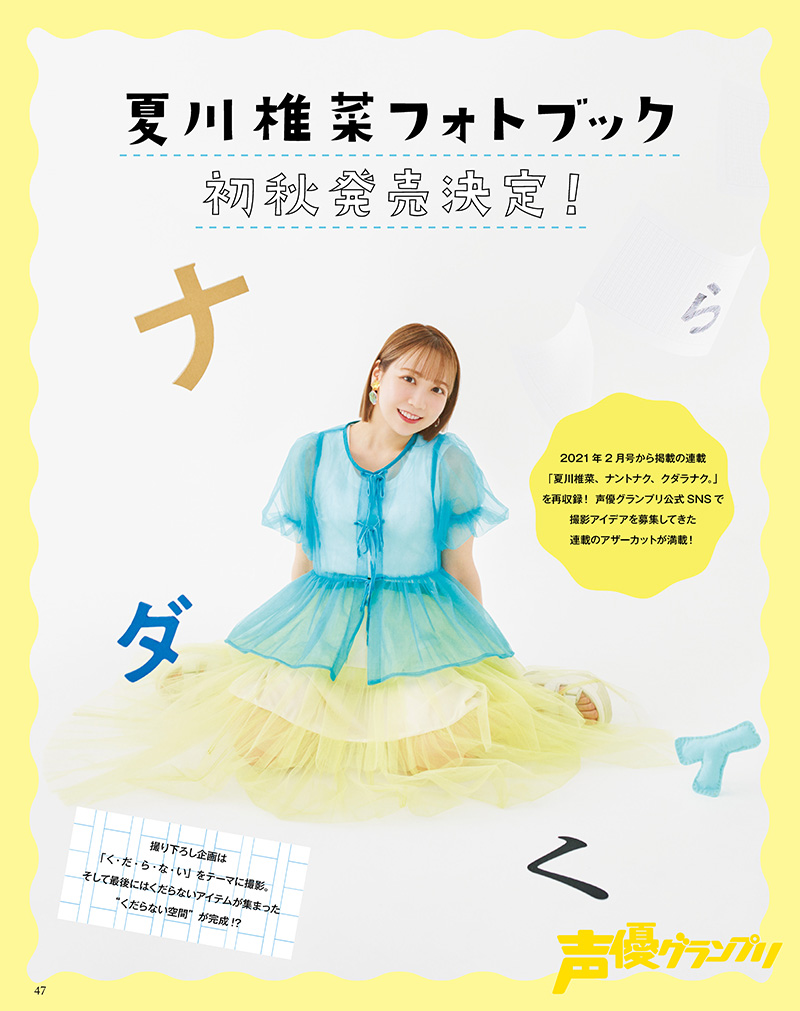 夏川椎菜フォトブック
初秋発売決定！
ナ
ら
2021年2月号から掲載の連載
「夏川椎菜、ナントナク、クダラナク。」
を再収録！ 声優グランプリ公式SNSで
撮影アイデアを募集してきた
連載のアザーカットが満載！
ダ
イ
く
撮り下ろし企画は
「く・だ・ら・な・い」をテーマに撮影。
そして最後にはくだらないアイテムが集まった
“くだらない空間”が完成!?
声優グランプリ
47